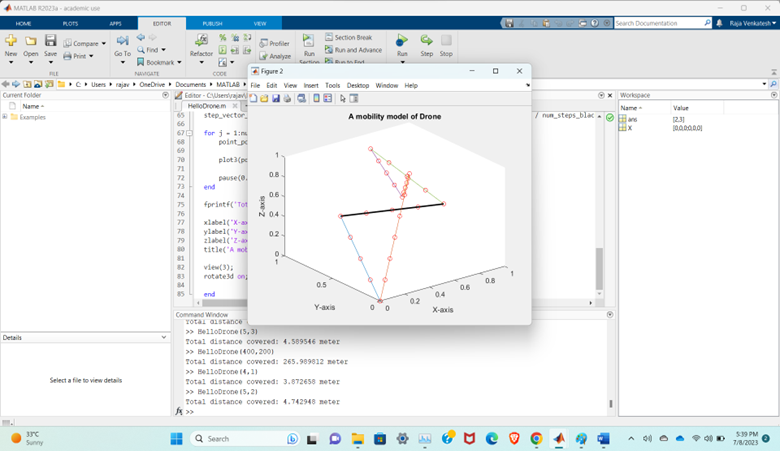 MATLAB R2023a - academic use
HOME PLOTS APPS EDITOR PUBLISH VIEW
Search Documentation
Raja Venkatesh
New Open Save
Compare
Print
Go To
Find
Bookmark
Refactor
Profiler
Analyze
Run
Section Break
Run and Advance
Run to End
Run Step Stop
FILE NAVIGATE CODE
C: Users rajav OneDrive Documents MATLAB
Current Folder
Name
Examples
Details
Select a file to view details
HelloDrone.m
65 step_vector_ / num_steps_blac
66
67 for j = 1:nu
68 point_po
69
70 plot3(po
71
72 pause(0.
73 end
74
75 fprintf('Tot
76
77 xlabel('X-ax
78 ylabel('Y-ax
79 zlabel('Z-ax
80 title('A mob
81
82 view(3);
83 rotate3d on;
84
85 end
Figure 2
File Edit View Insert Tools Desktop Window Help
A mobility model of Drone
Z-axis
1
0.8
0.6
0.4
0.2
0
1
0.5
0
Y-axis
0
0.2
0.4
0.6
0.8
1
X-axis
Workspace
Name Value
ans [2,3]
X [0,0,0;0,0,0]
Command Window
Total distance covered:
>> HelloDrone(5,3)
Total distance covered: 4.589546 meter
>> HelloDrone(400,200)
Total distance covered: 265.989812 meter
>> HelloDrone(4,1)
Total distance covered: 3.872658 meter
>> HelloDrone(5,2)
Total distance covered: 4.742948 meter
fx >>
33°C
Sunny
Search
5:39 PM
7/8/2023